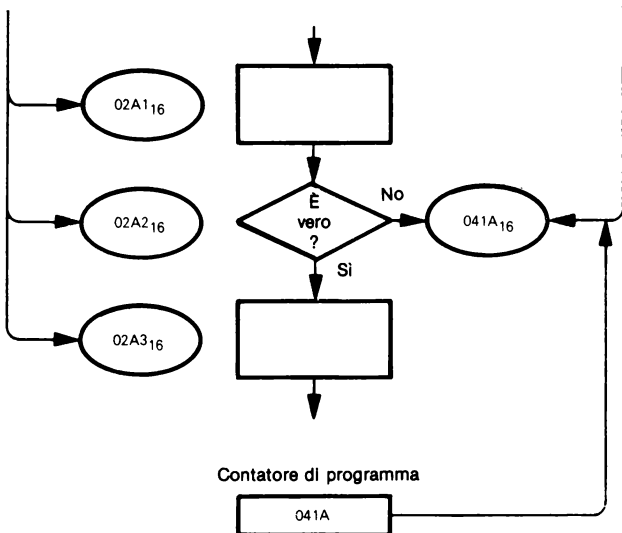 02A1₁₆
È
vero
?
No
Sì
02A2₁₆
041A₁₆
02A3₁₆
Contatore di programma
041A